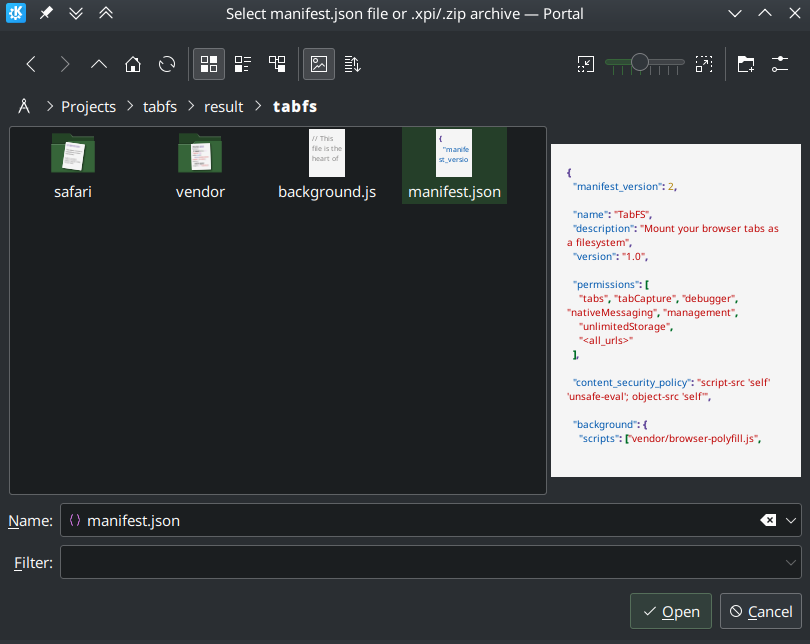 Select manifest.json file or .xpi/.zip archive — Portal
Projects > tabfs > result > tabfs
safari
vendor
// This
file is the
heart of
background.js
{
"manife
st_versio
manifest.json
{
"manifest_version": 2,
"name": "TabFS",
"description": "Mount your browser tabs as
a filesystem",
"version": "1.0",
"permissions": [
"tabs", "tabCapture", "debugger",
"nativeMessaging", "management",
"unlimitedStorage",
"<all_urls>"
],
"content_security_policy": "script-src 'self'
'unsafe-eval'; object-src 'self'",
"background": {
"scripts": ["vendor/browser-polyfill.js",
Name: manifest.json
Filter:
Open
Cancel